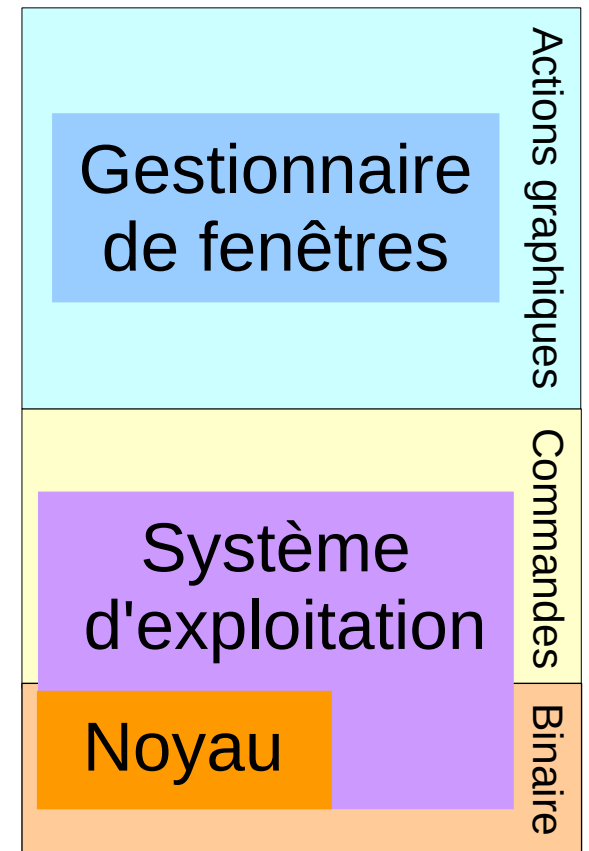 Actions graphiques
Gestionnaire
de fenêtres
Commandes
Système
d'exploitation
Binaire
Noyau